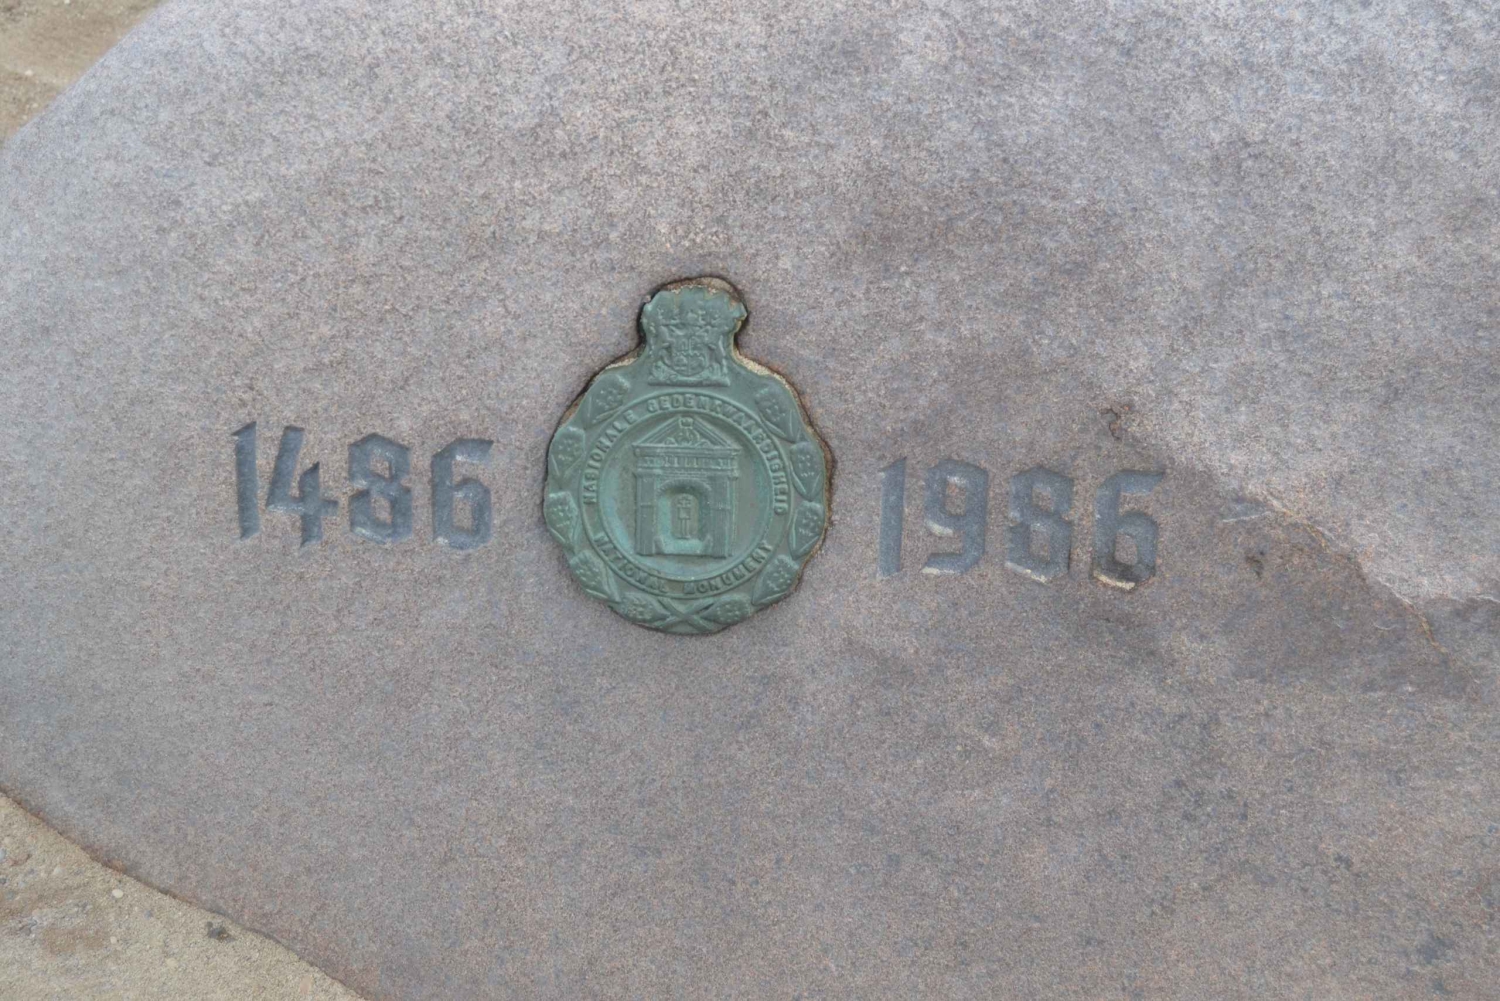 1486
NASIONALE GEDENKWAARDIGHEID
NATIONAL MONUMENT
1986